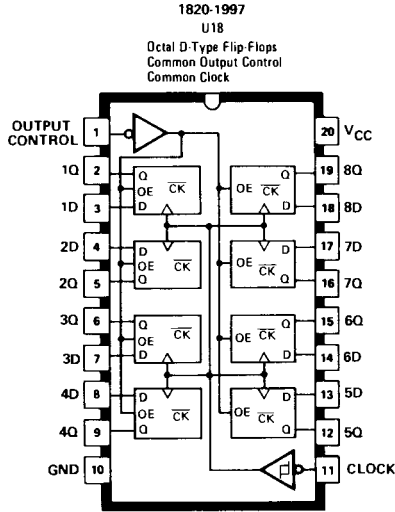 1820-1997
U18
Octal D-Type Flip-Flops
Common Output Control
Common Clock
OUTPUT CONTROL 1 20 VCC
1Q 2 Q CK Q 19 8Q
OE OE CK
1D 3 D D 18 8D
2D 4 D D 17 7D
OE CK OE CK
2Q 5 Q Q 16 7Q
3Q 6 Q CK CK Q 15 6Q
OE OE
3D 7 D D 14 6D
4D 8 D D 13 5D
OE CK OE CK
4Q 9 Q Q 12 5Q
GND 10 11 CLOCK